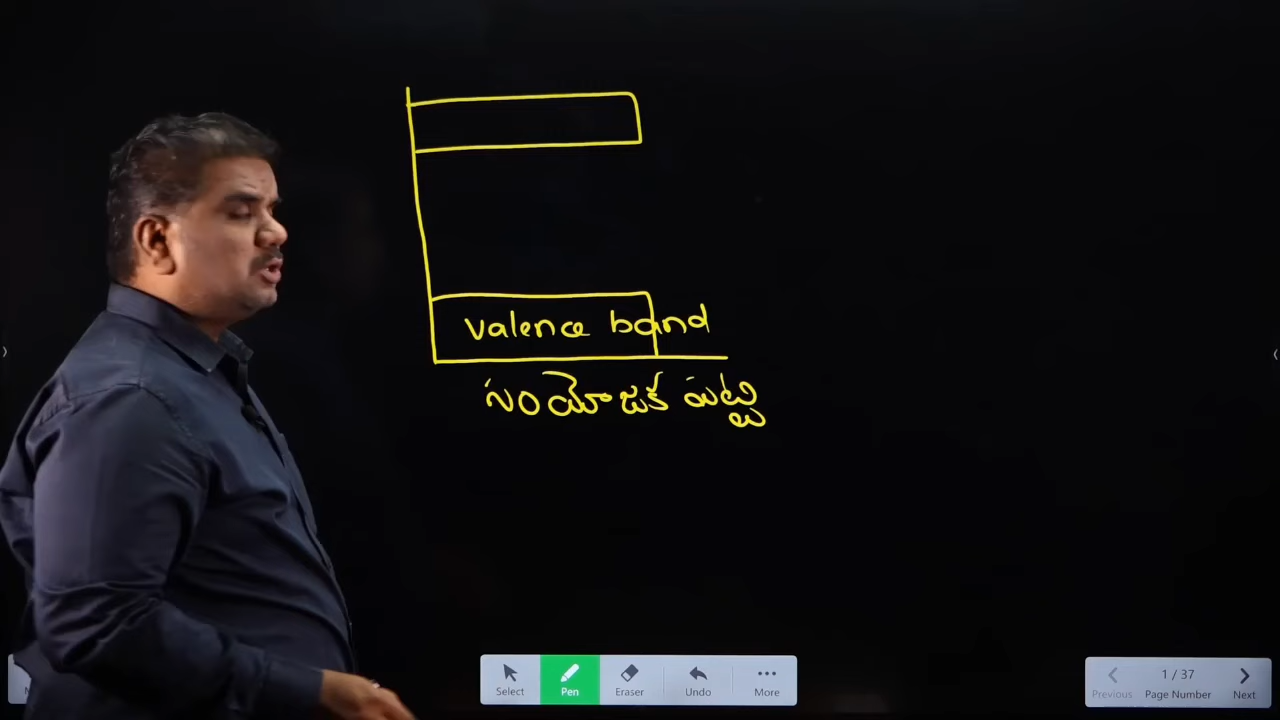 valence band
సంయోజక పట్టి
Select
Pen
Eraser
Undo
More
1 / 37
Previous
Page Number
Next